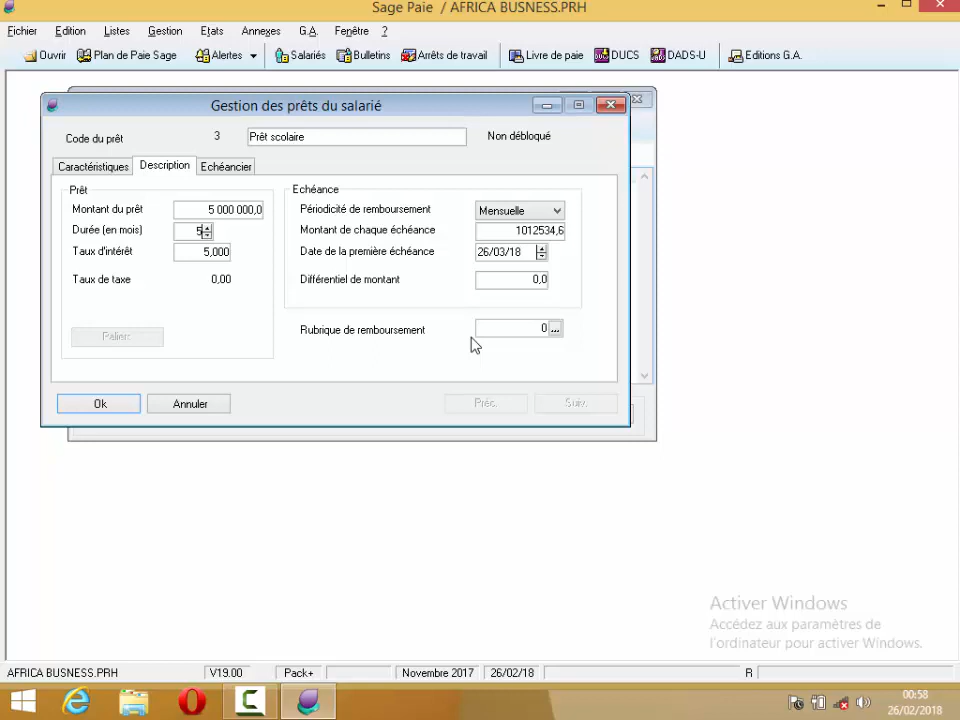 Sage Paie / AFRICA BUSNESS.PRH
Fichier Edition Listes Gestion Etats Annexes G.A. Fenêtre ?
Ouvrir Plan de Paie Sage Alertes Salariés Bulletins Arrêts de travail Livre de paie DUCS DADS-U Editions G.A.
Gestion des prêts du salarié
Code du prêt 3 Prêt scolaire Non débloqué
Caractéristiques Description Echéancier
Prêt
Montant du prêt 5 000 000,0
Durée (en mois) 5
Taux d'intérêt 5,000
Taux de taxe 0,00
Paliers
Echéance
Périodicité de remboursement Mensuelle
Montant de chaque échéance 1012534,6
Date de la première échéance 26/03/18
Différentiel de montant 0,0
Rubrique de remboursement 0 ...
Ok Annuler Préc. Suiv.
Activer Windows
Accédez aux paramètres de
l'ordinateur pour activer Windows.
AFRICA BUSNESS.PRH V19.00 Pack+ Novembre 2017 26/02/18 R
00:58
26/02/2018